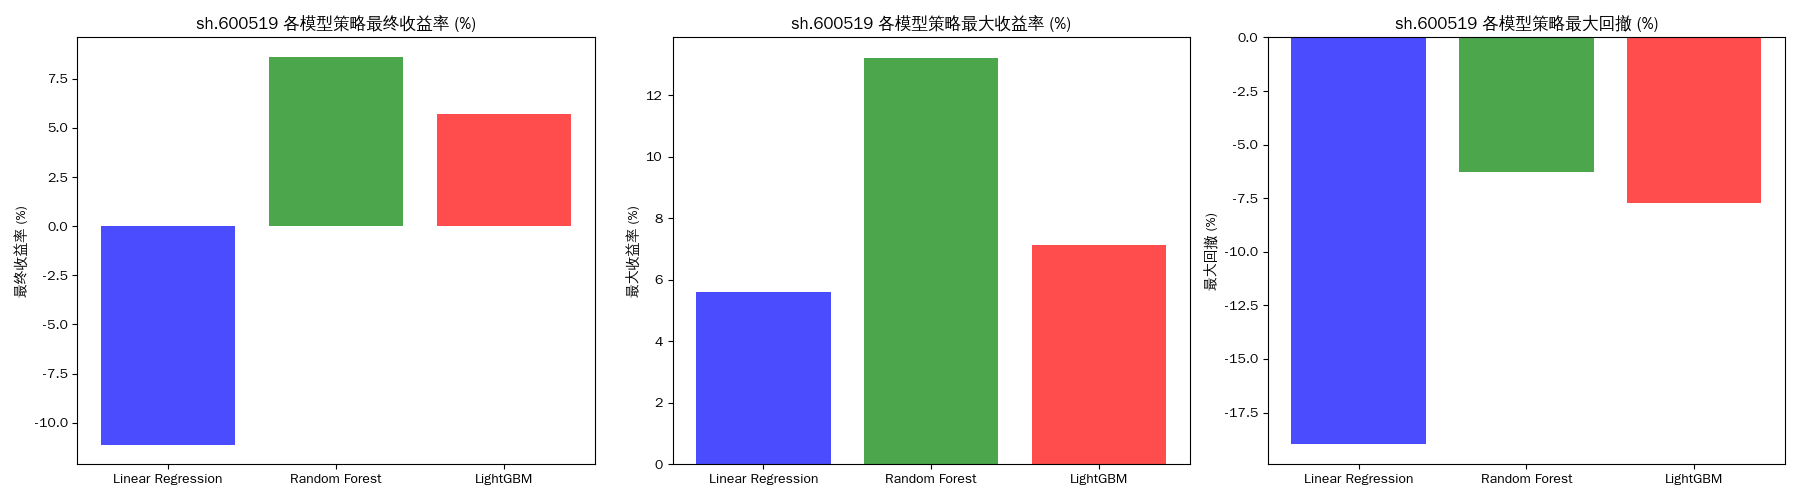 sh.600519 各模型策略最终收益率 (%)
最终收益率 (%)
7.5
5.0
2.5
0.0
-2.5
-5.0
-7.5
-10.0
Linear Regression
Random Forest
LightGBM
sh.600519 各模型策略最大收益率 (%)
最大收益率 (%)
12
10
8
6
4
2
0
Linear Regression
Random Forest
LightGBM
sh.600519 各模型策略最大回撤 (%)
最大回撤 (%)
0.0
-2.5
-5.0
-7.5
-10.0
-12.5
-15.0
-17.5
Linear Regression
Random Forest
LightGBM